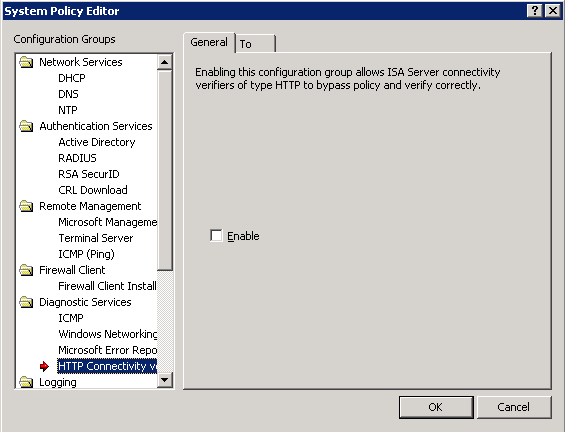 System Policy Editor
Configuration Groups
Network Services
DHCP
DNS
NTP
Authentication Services
Active Directory
RADIUS
RSA SecurID
CRL Download
Remote Management
Microsoft Manageme
Terminal Server
ICMP (Ping)
Firewall Client
Firewall Client Install
Diagnostic Services
ICMP
Windows Networking
Microsoft Error Repo
HTTP Connectivity ve
Logging
General
To
Enabling this configuration group allows ISA Server connectivity
verifiers of type HTTP to bypass policy and verify correctly.
Enable
OK
Cancel